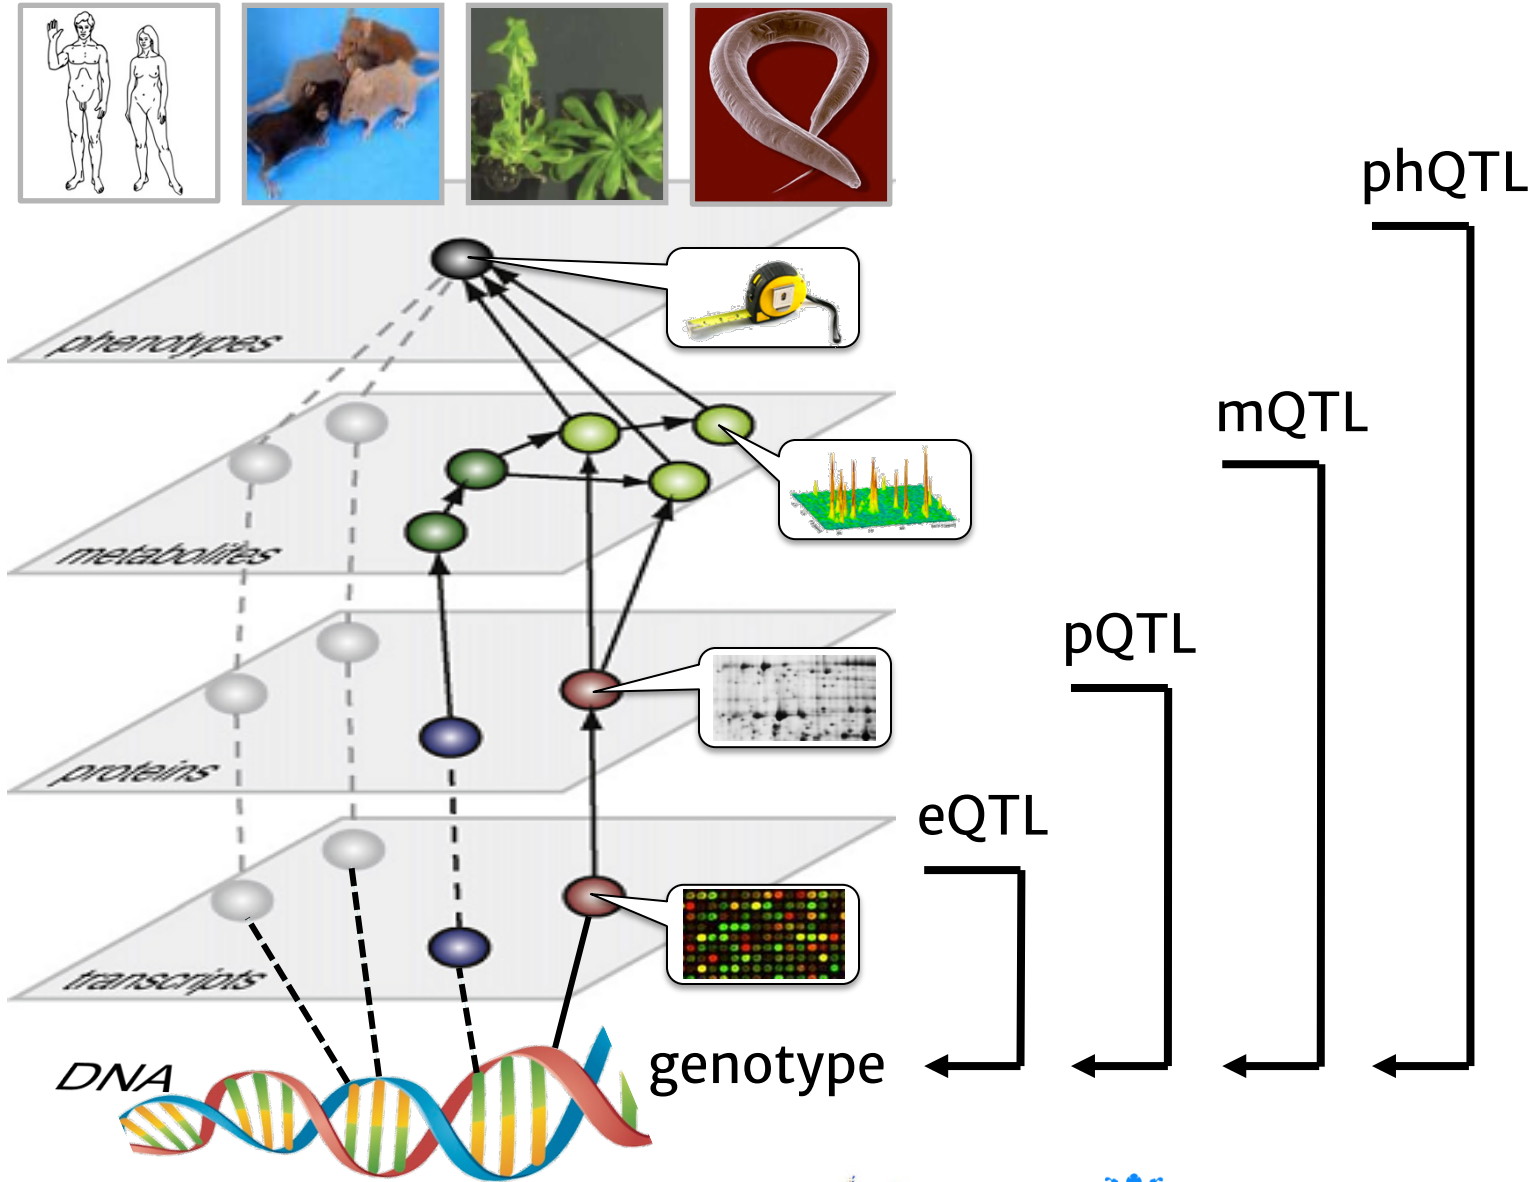 phQTL
phenotypes
mQTL
metabolites
pQTL
proteins
eQTL
transcripts
DNA
genotype